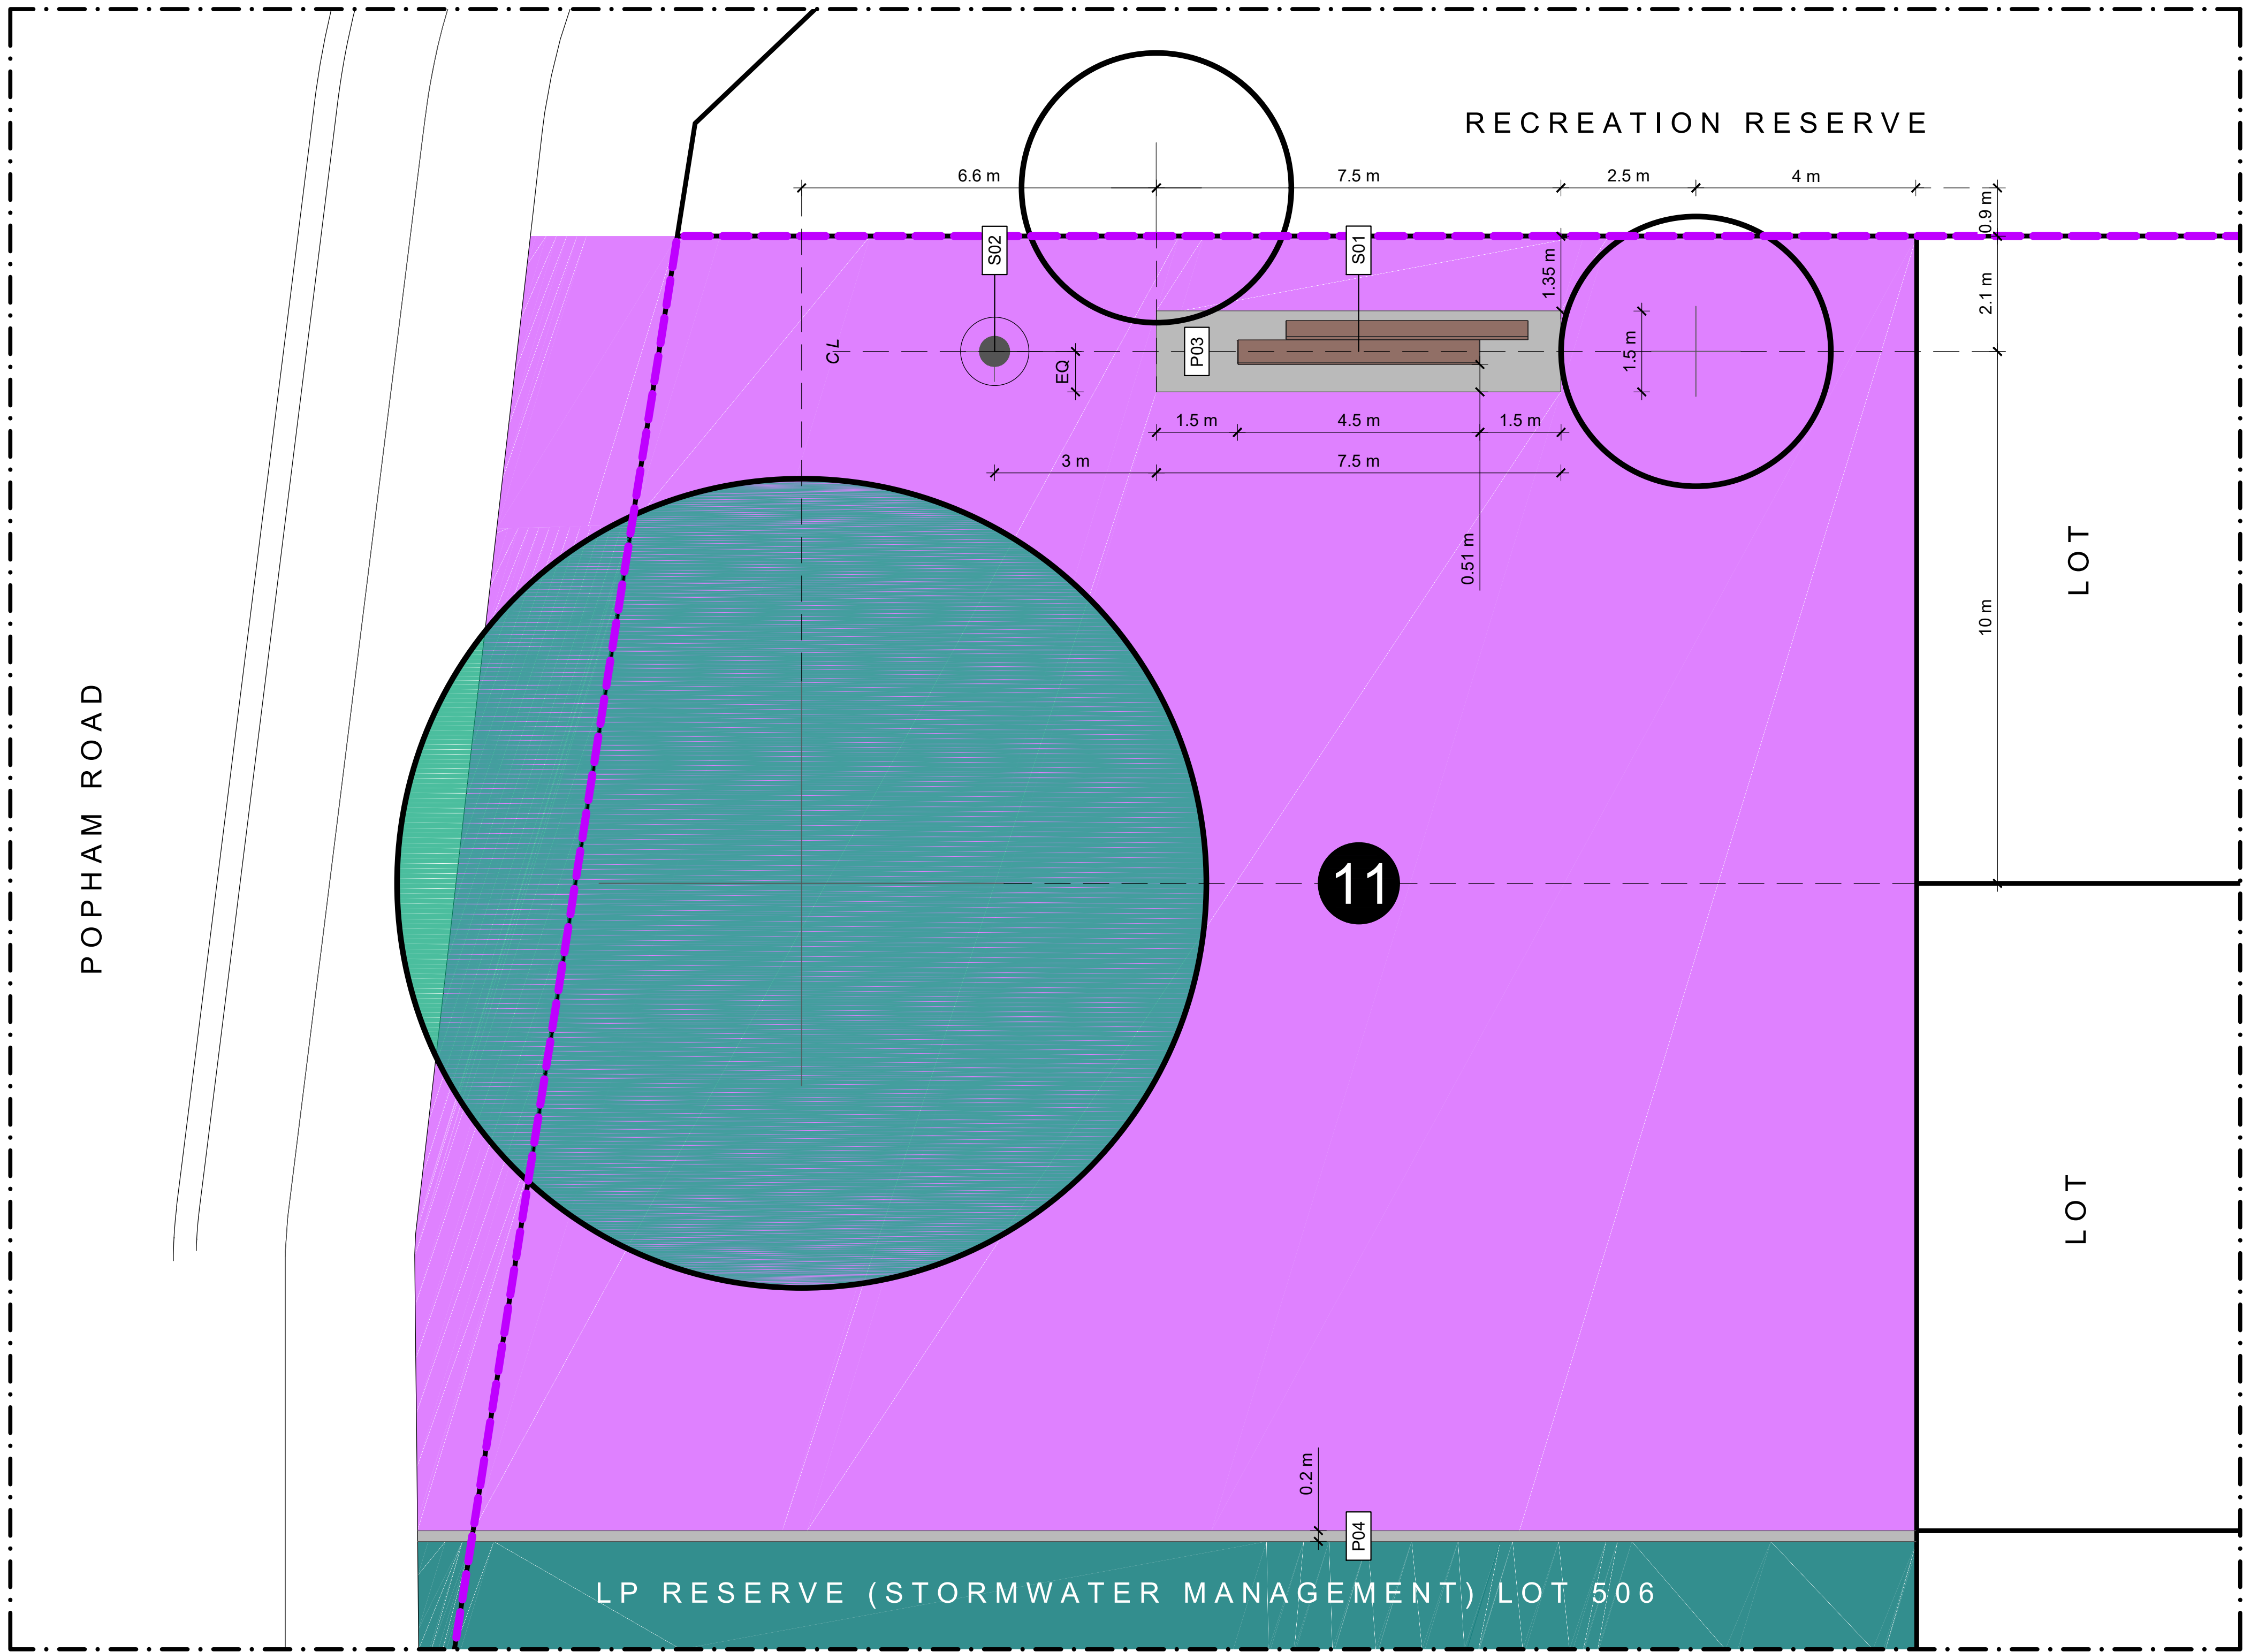 RECREATION RESERVE
6.6 m
7.5 m
2.5 m
4 m
0.9 m
S02
S01
1.35 m
2.1 m
CL
EQ
P03
1.5 m
1.5 m
4.5 m
1.5 m
3 m
7.5 m
0.51 m
LOT
10 m
POPHAM ROAD
11
LOT
0.2 m
P04
LP RESERVE (STORMWATER MANAGEMENT) LOT 506